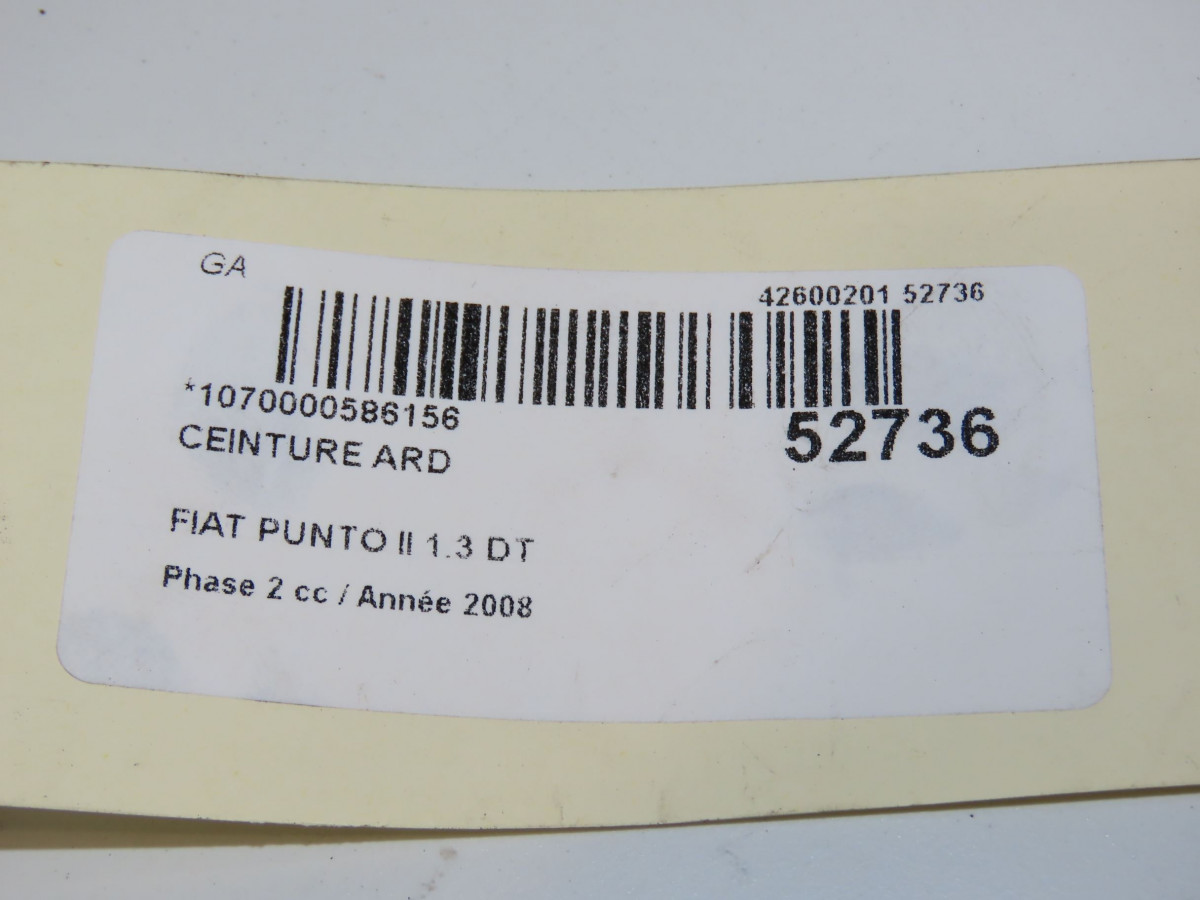 GA
42600201 52736
*1070000586156
52736
CEINTURE ARD
FIAT PUNTO II 1.3 DT
Phase 2 cc / Année 2008